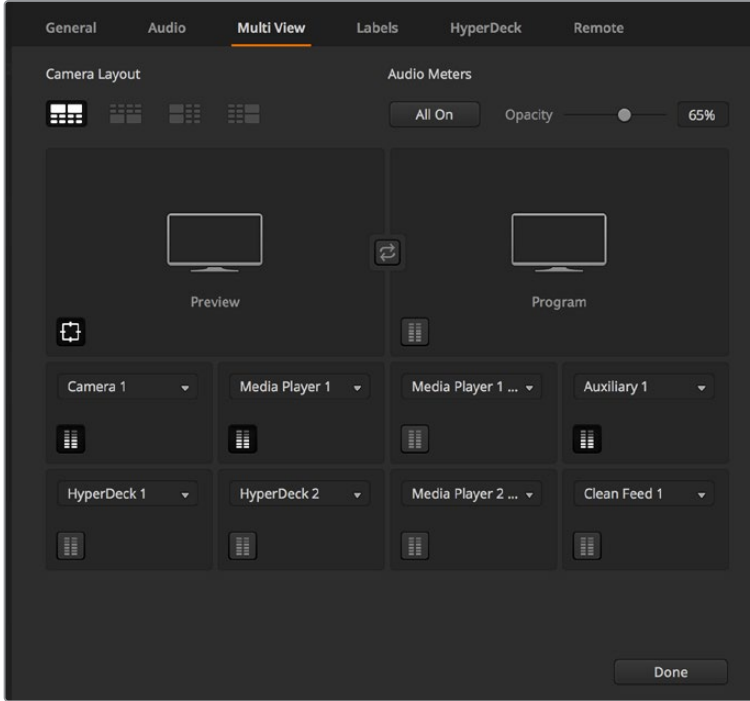 General Audio Multi View Labels HyperDeck Remote
Camera Layout Audio Meters
All On Opacity 65%
Preview Program
Camera 1 Media Player 1 Media Player 1 ... Auxiliary 1
HyperDeck 1 HyperDeck 2 Media Player 2 ... Clean Feed 1
Done